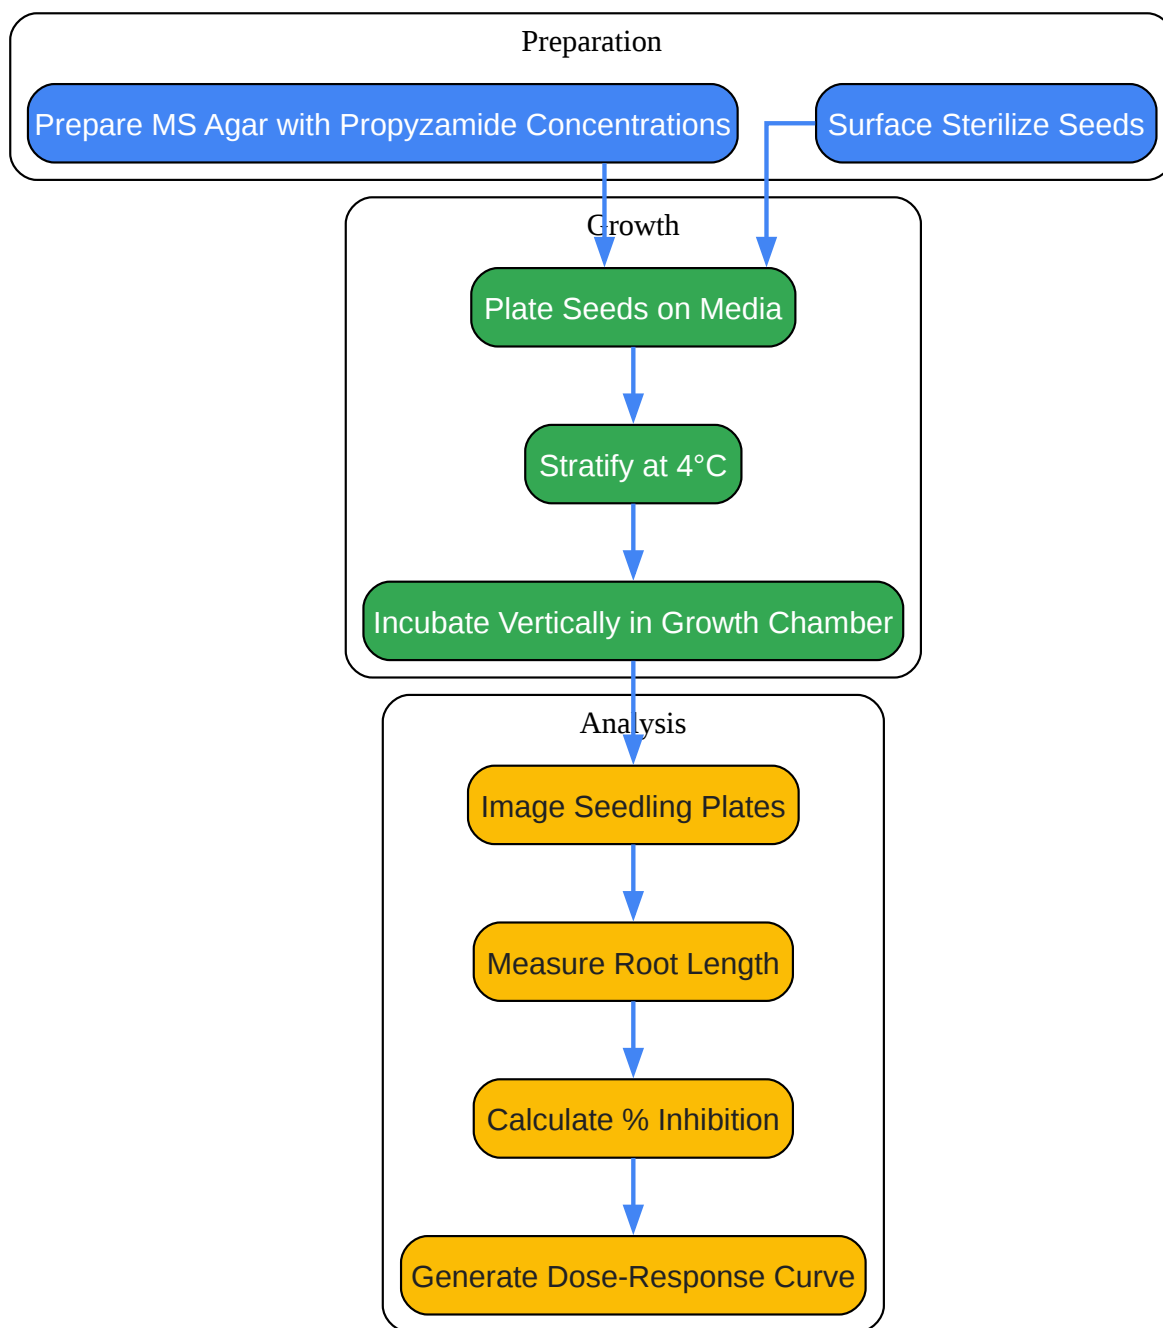 Preparation
Prepare MS Agar with Propyzamide Concentrations
Surface Sterilize Seeds
Growth
Plate Seeds on Media
Stratify at 4°C
Incubate Vertically in Growth Chamber
Analysis
Image Seedling Plates
Measure Root Length
Calculate % Inhibition
Generate Dose-Response Curve